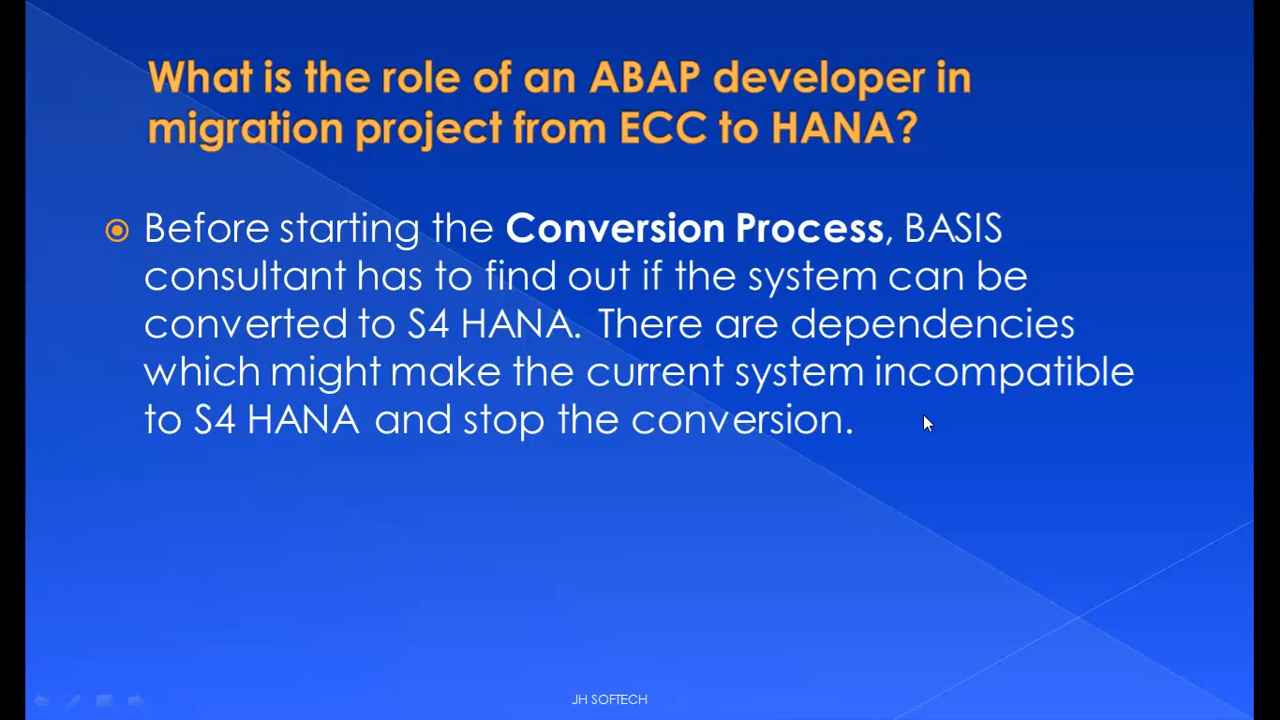 What is the role of an ABAP developer in
migration project from ECC to HANA?
Before starting the Conversion Process, BASIS
consultant has to find out if the system can be
converted to S4 HANA. There are dependencies
which might make the current system incompatible
to S4 HANA and stop the conversion.
JH SOFTECH